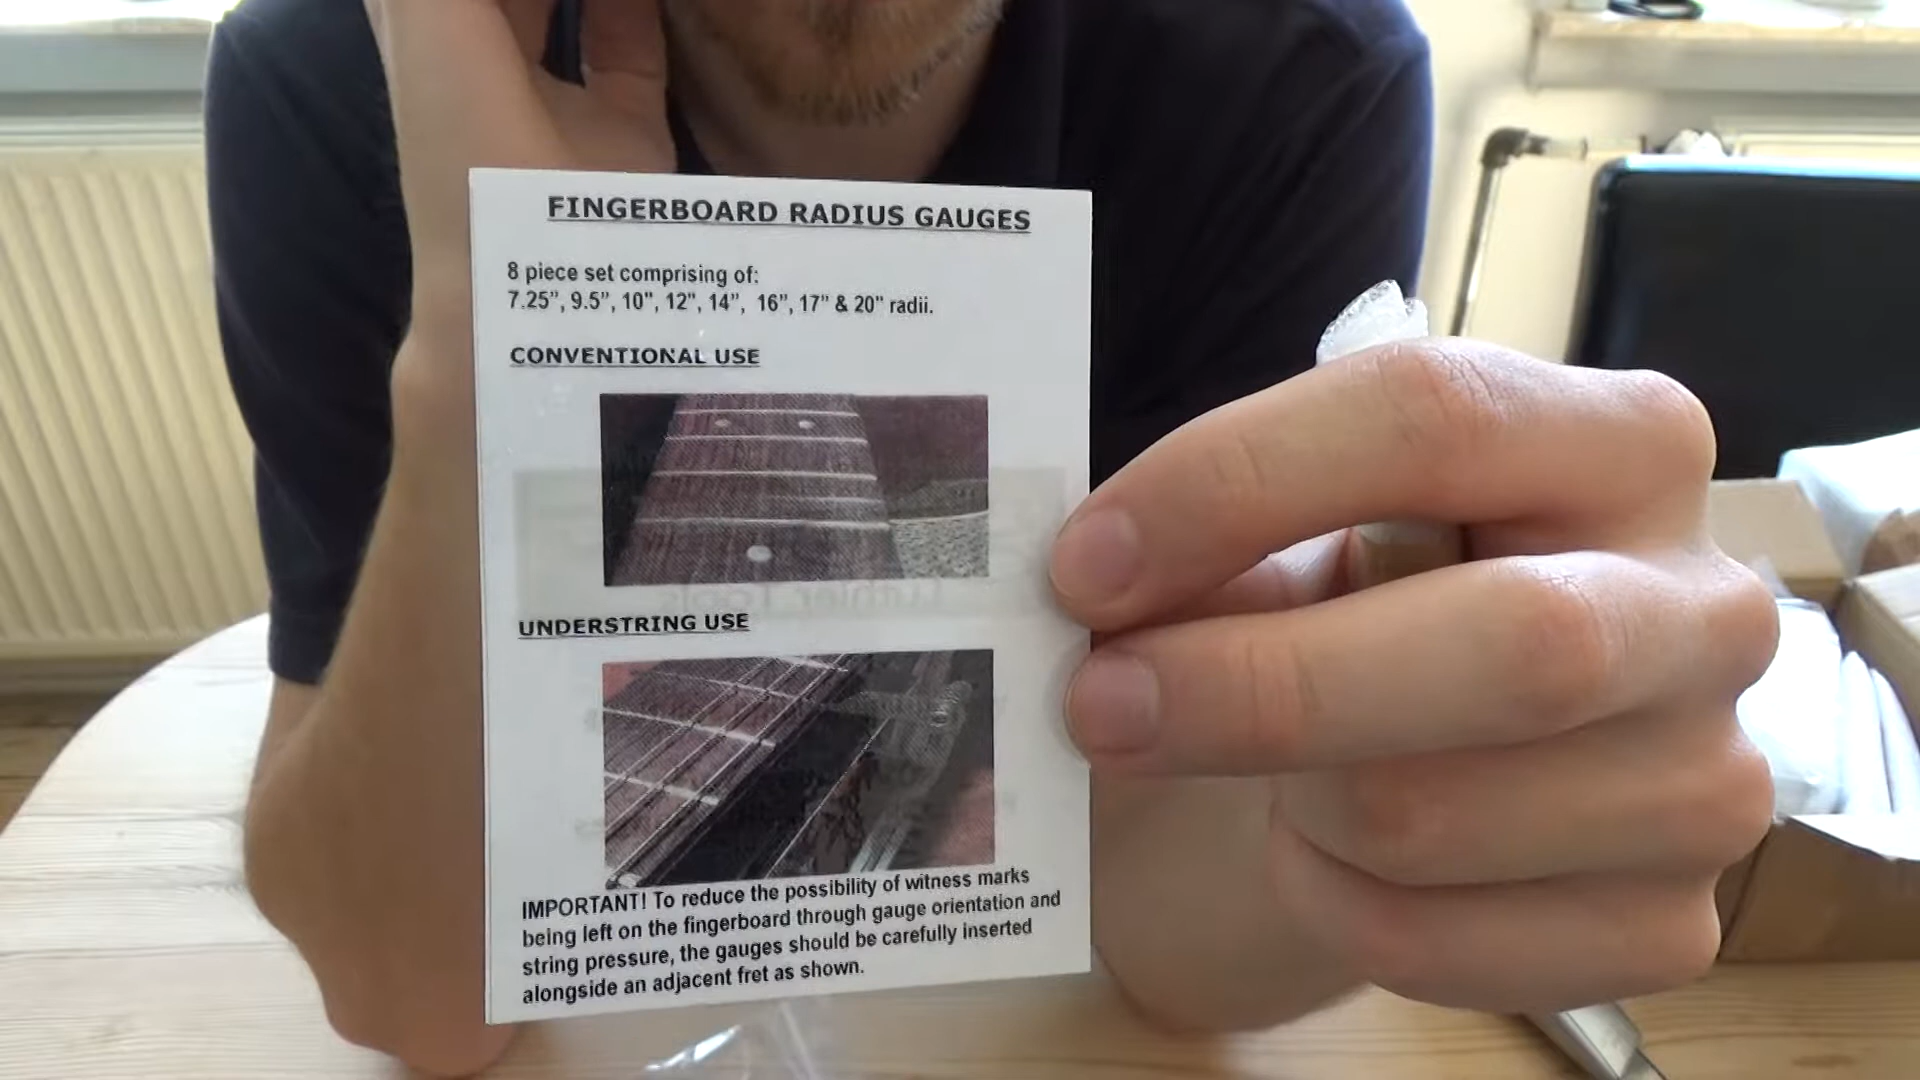 FINGERBOARD RADIUS GAUGES
8 piece set comprising of:
7.25”, 9.5”, 10", 12", 14”, 16”, 17” & 20" radii.
CONVENTIONAL USE
UNDERSTRING USE
IMPORTANT! To reduce the possibility of witness marks
being left on the fingerboard through gauge orientation and
string pressure, the gauges should be carefully inserted
alongside an adjacent fret as shown.